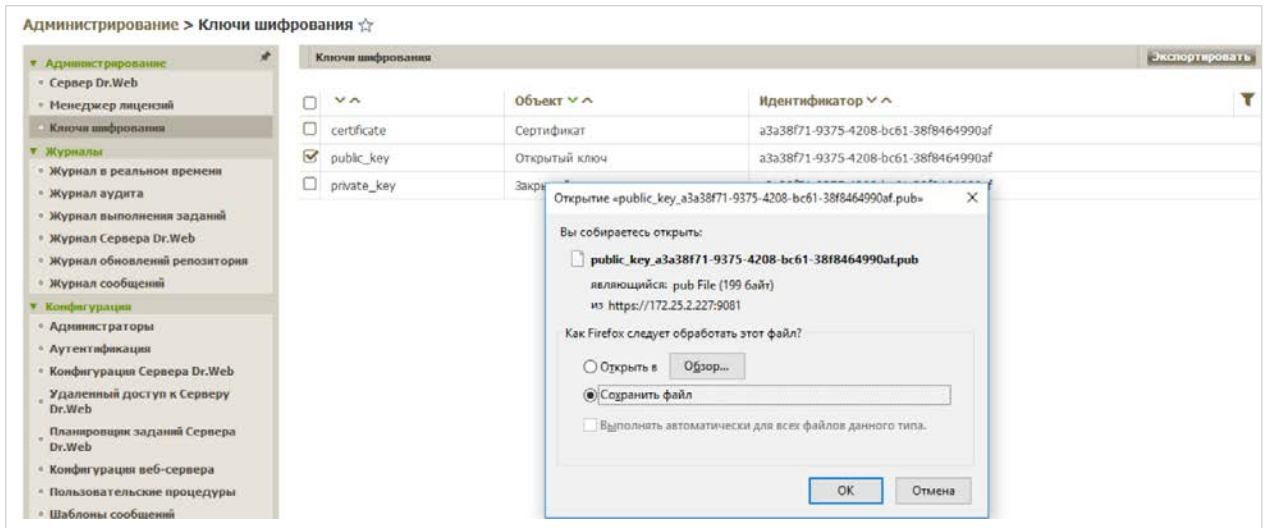 Администрирование > Ключи шифрования
Администрирование
Сервер Dr.Web
Менеджер лицензий
Ключи шифрования
Журналы
Журнал в реальном времени
Журнал аудита
Журнал выполнения заданий
Журнал Сервера Dr.Web
Журнал обновлений репозитория
Журнал сообщений
Конфигурация
Администраторы
Аутентификация
Конфигурация Сервера Dr.Web
Удаленный доступ к Серверу
Dr.Web
Планировщик заданий Сервера
Dr.Web
Конфигурация веб-сервера
Пользовательские процедуры
Шаблоны сообщений
Ключи шифрования Экспортировать
Объект Идентификатор
certificate Сертификат a3a38f71-9375-4208-bc61-38f8464990af
public_key Открытый ключ a3a38f71-9375-4208-bc61-38f8464990af
private_key
Открытие «public_key_a3a38f71-9375-4208-bc61-38f8464990af.pub»
Вы собираетесь открыть:
public_key_a3a38f71-9375-4208-bc61-38f8464990af.pub
являющийся: pub File (199 байт)
из https://172.25.2.227:9081
Как Firefox следует обработать этот файл?
Открыть в Обзор...
Сохранить файл
Выполнять автоматически для всех файлов данного типа.
OK Отмена